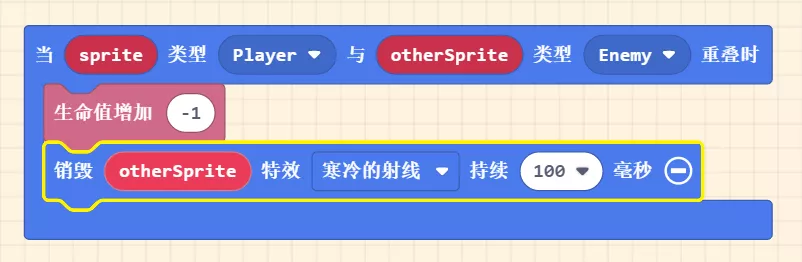 当 sprite 类型 Player 与 otherSprite 类型 Enemy 重叠时
生命值增加 -1
销毁 otherSprite 特效 寒冷的射线 持续 100 毫秒